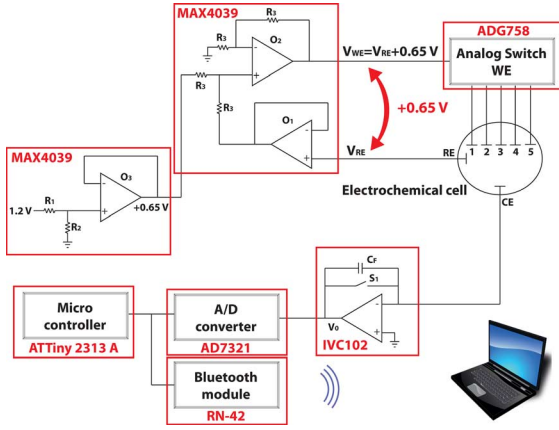 MAX4039
R3
R3
O2
R3
R3
O1
VWE=VRE+0.65 V
+0.65 V
VRE
ADG758
Analog Switch
WE
RE
1 2 3 4 5
Electrochemical cell
CE
MAX4039
O3
R1
1.2 V
+0.65 V
R2
CF
S1
V0
IVC102
Micro
controller
ATTiny 2313 A
A/D
converter
AD7321
Bluetooth
module
RN-42
- + - + - + - +